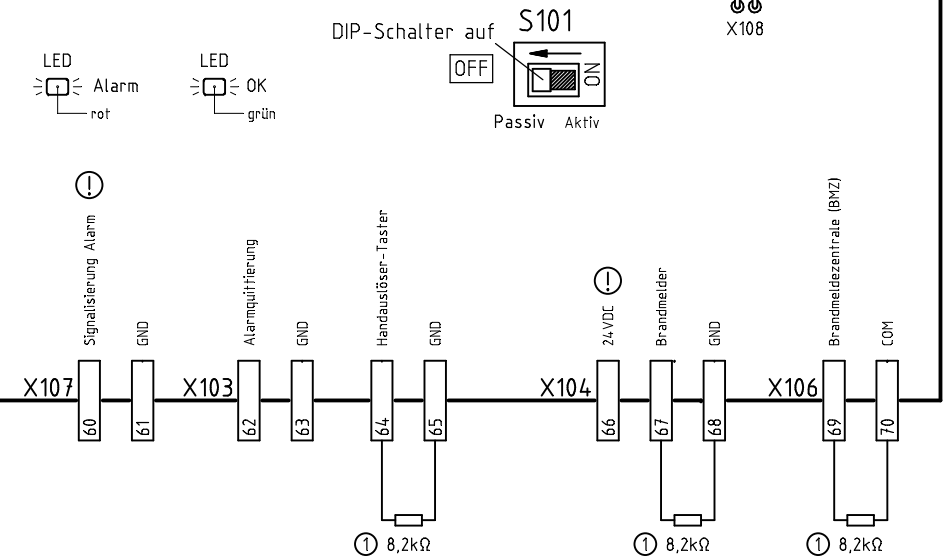 S101
DIP-Schalter auf
OFF
ON
Passiv Aktiv
X108
LED
Alarm
rot
LED
OK
grün
!
Signalisierung Alarm
GND
Alarmquittierung
GND
Handauslöser-Taster
GND
!
24VDC
Brandmelder
GND
Brandmeldezentrale (BMZ)
COM
X107
60
61
X103
62
63
64
65
X104
66
67
68
X106
69
70
1 8,2kΩ
1 8,2kΩ
1 8,2kΩ